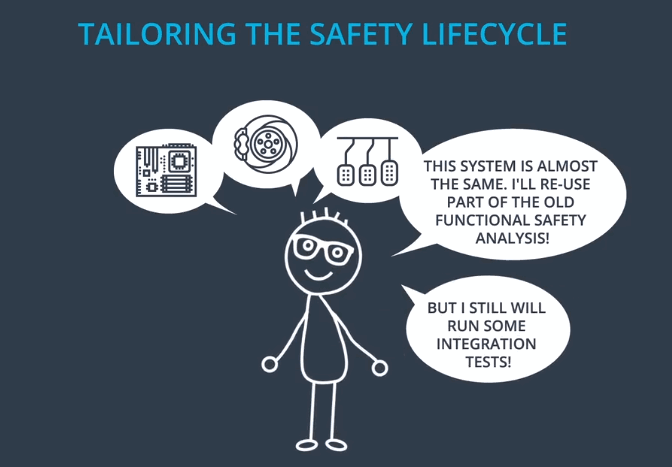 TAILORING THE SAFETY LIFECYCLE
THIS SYSTEM IS ALMOST
THE SAME. I'LL RE-USE
PART OF THE OLD
FUNCTIONAL SAFETY
ANALYSIS!
BUT I STILL WILL
RUN SOME
INTEGRATION
TESTS!